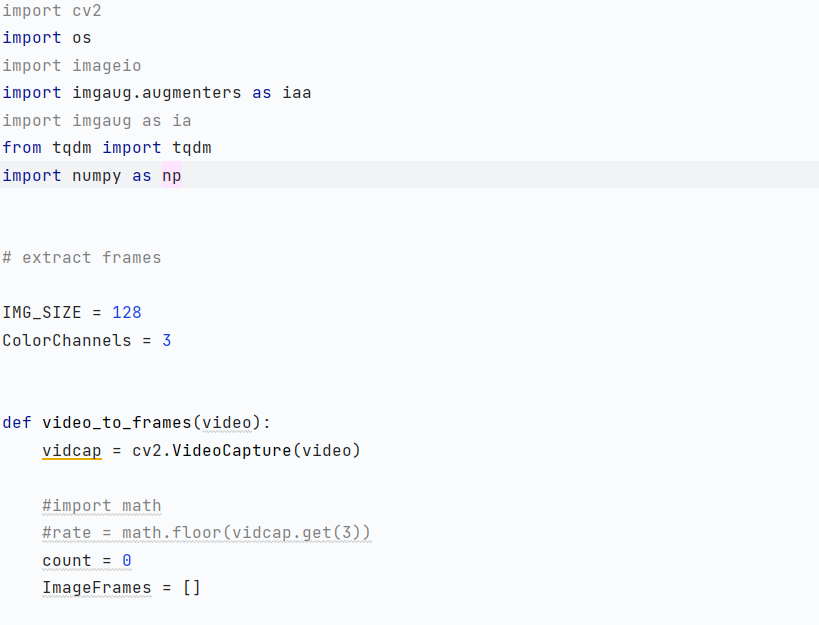 import cv2
import os
import imageio
import imgaug.augmenters as iaa
import imgaug as ia
from tqdm import tqdm
import numpy as np
# extract frames
IMG_SIZE = 128
ColorChannels = 3
def video_to_frames(video):
    vidcap = cv2.VideoCapture(video)
    #import math
    #rate = math.floor(vidcap.get(3))
    count = 0
    ImageFrames = []